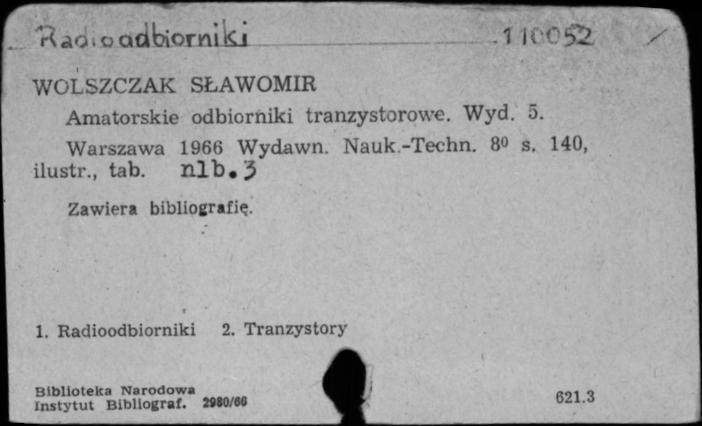 Radioodbiorniki 110052
WOLSZCZAK SŁAWOMIR
Amatorskie odbiorniki tranzystorowe. Wyd. 5.
Warszawa 1966 Wydawn. Nauk.-Techn. 8⁰ s. 140,
ilustr., tab. nlb. 3
Zawiera bibliografię.
1. Radioodbiorniki 2. Tranzystory
Biblioteka Narodowa
Instytut Bibliograf. 2980/66 621.3